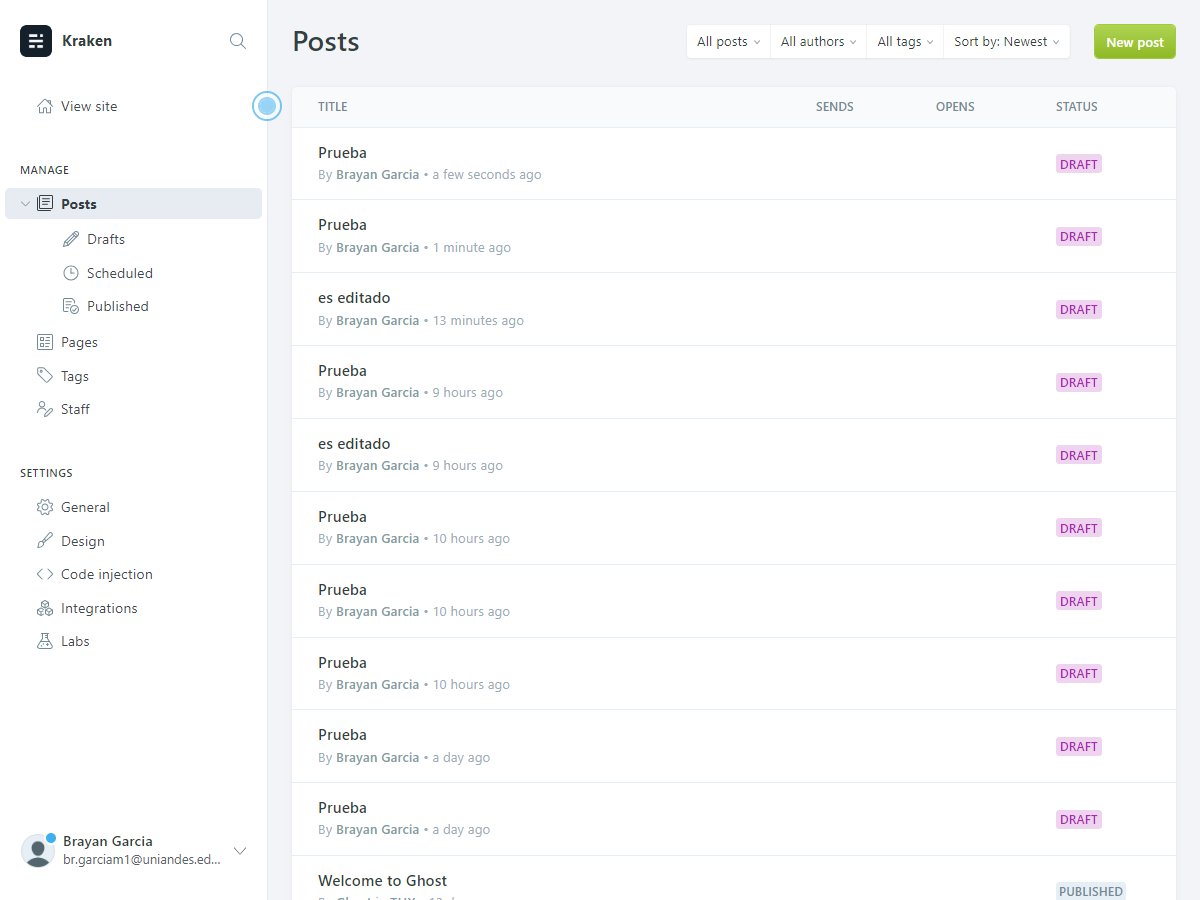 Kraken
View site
MANAGE
Posts
Drafts
Scheduled
Published
Pages
Tags
Staff
SETTINGS
General
Design
Code injection
Integrations
Labs
Brayan Garcia
br.garciam1@uniandes.ed...
Posts
All posts All authors All tags Sort by: Newest New post
TITLE SENDS OPENS STATUS
Prueba
By Brayan Garcia • a few seconds ago
DRAFT
Prueba
By Brayan Garcia • 1 minute ago
DRAFT
es editado
By Brayan Garcia • 13 minutes ago
DRAFT
Prueba
By Brayan Garcia • 9 hours ago
DRAFT
es editado
By Brayan Garcia • 9 hours ago
DRAFT
Prueba
By Brayan Garcia • 10 hours ago
DRAFT
Prueba
By Brayan Garcia • 10 hours ago
DRAFT
Prueba
By Brayan Garcia • 10 hours ago
DRAFT
Prueba
By Brayan Garcia • a day ago
DRAFT
Prueba
By Brayan Garcia • a day ago
DRAFT
Welcome to Ghost
PUBLISHED